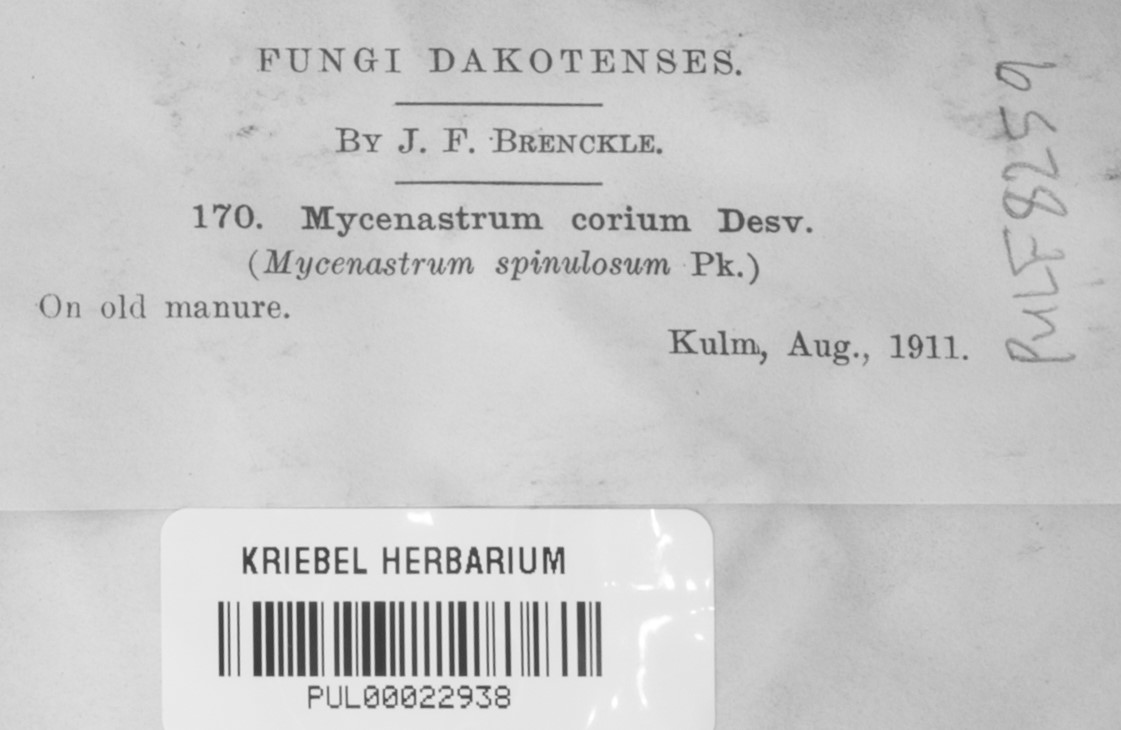 FUNGI DAKOTENSES.
By J. F. Brenckle.
170. Mycenastrum corium Desv.
(Mycenastrum spinulosum Pk.)
On old manure.
Kulm, Aug., 1911.
PULF8259
KRIEBEL HERBARIUM
PUL00022938